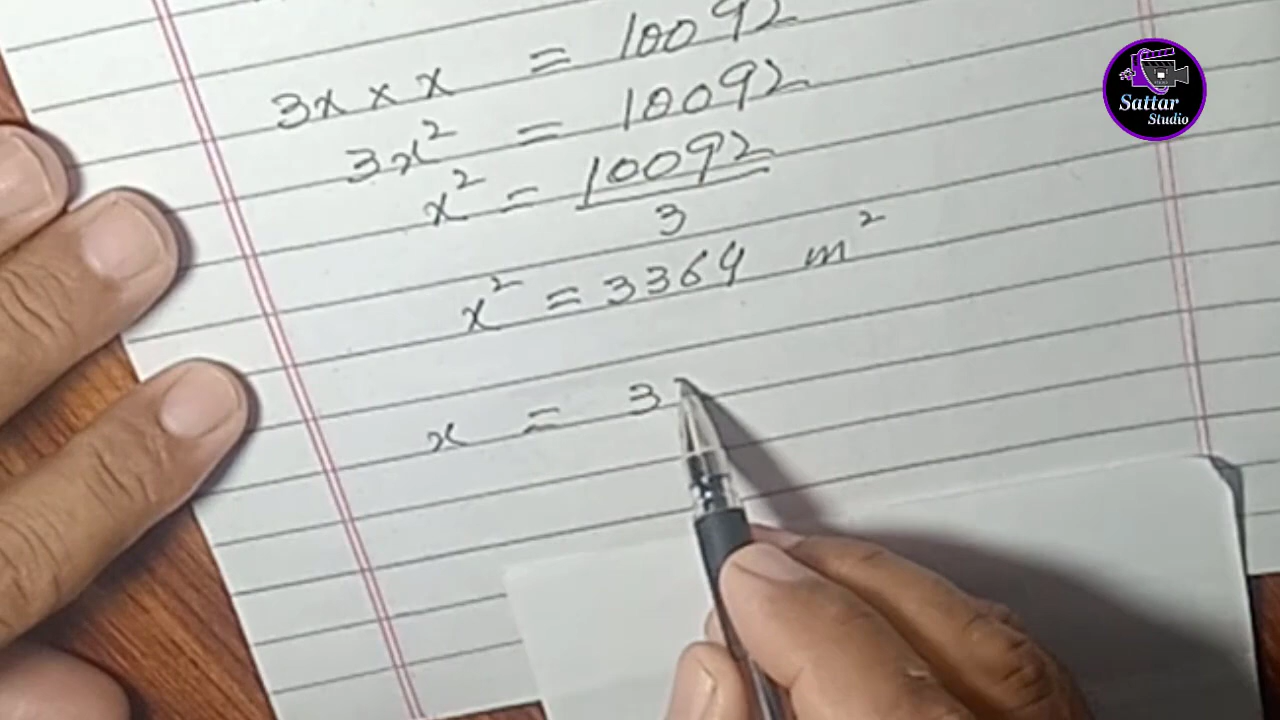 3x × x = 10092
3x² = 10092
x² = 10092/3
x² = 3364 m²
x = 3
Sattar
Studio